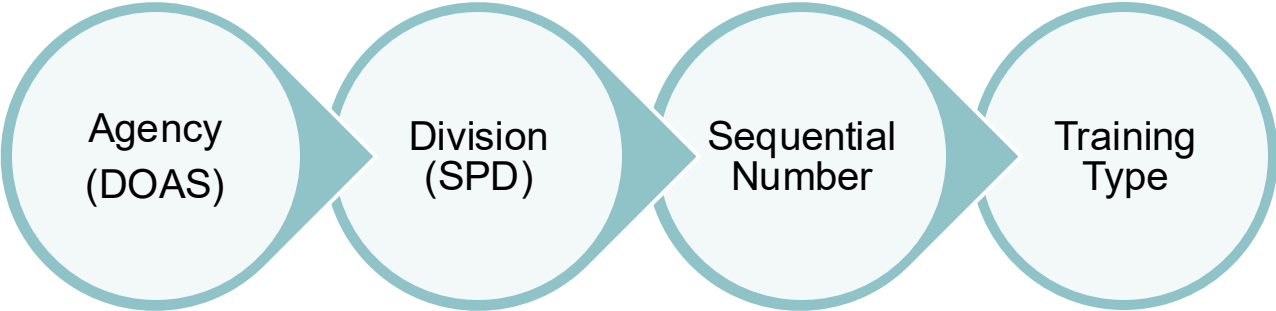 Agency
(DOAS)
Division
(SPD)
Sequential
Number
Training
Type